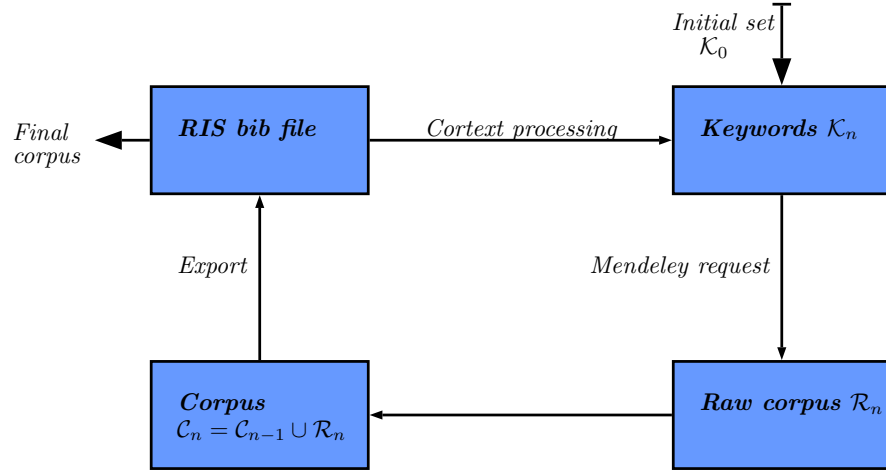 Initial set
𝒦₀
RIS bib file
Cortext processing
Keywords 𝒦ₙ
Final
corpus
Export
Mendeley request
Corpus
𝒞ₙ = 𝒞ₙ₋₁ ∪ ℛₙ
Raw corpus ℛₙ